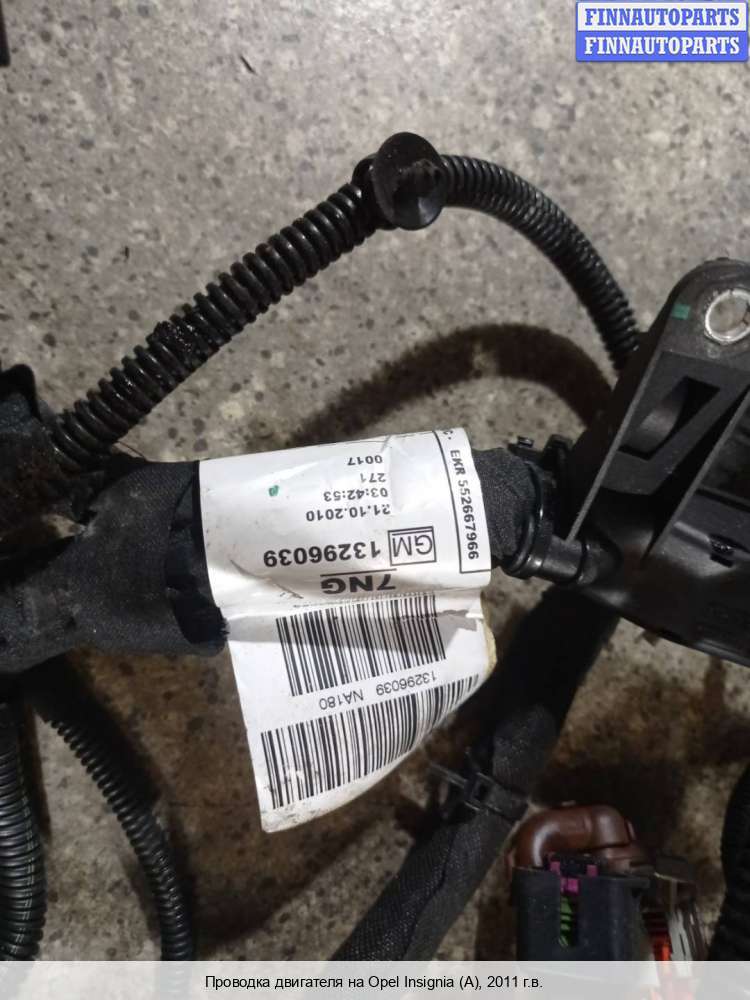 FINNAUTOPARTS
FINNAUTOPARTS
EKR 552667966
GM 13296039
7NG
21.10.2010
03:42:53
271
0017
13296039 NA180
Проводка двигателя на Opel Insignia (A), 2011 г.в.